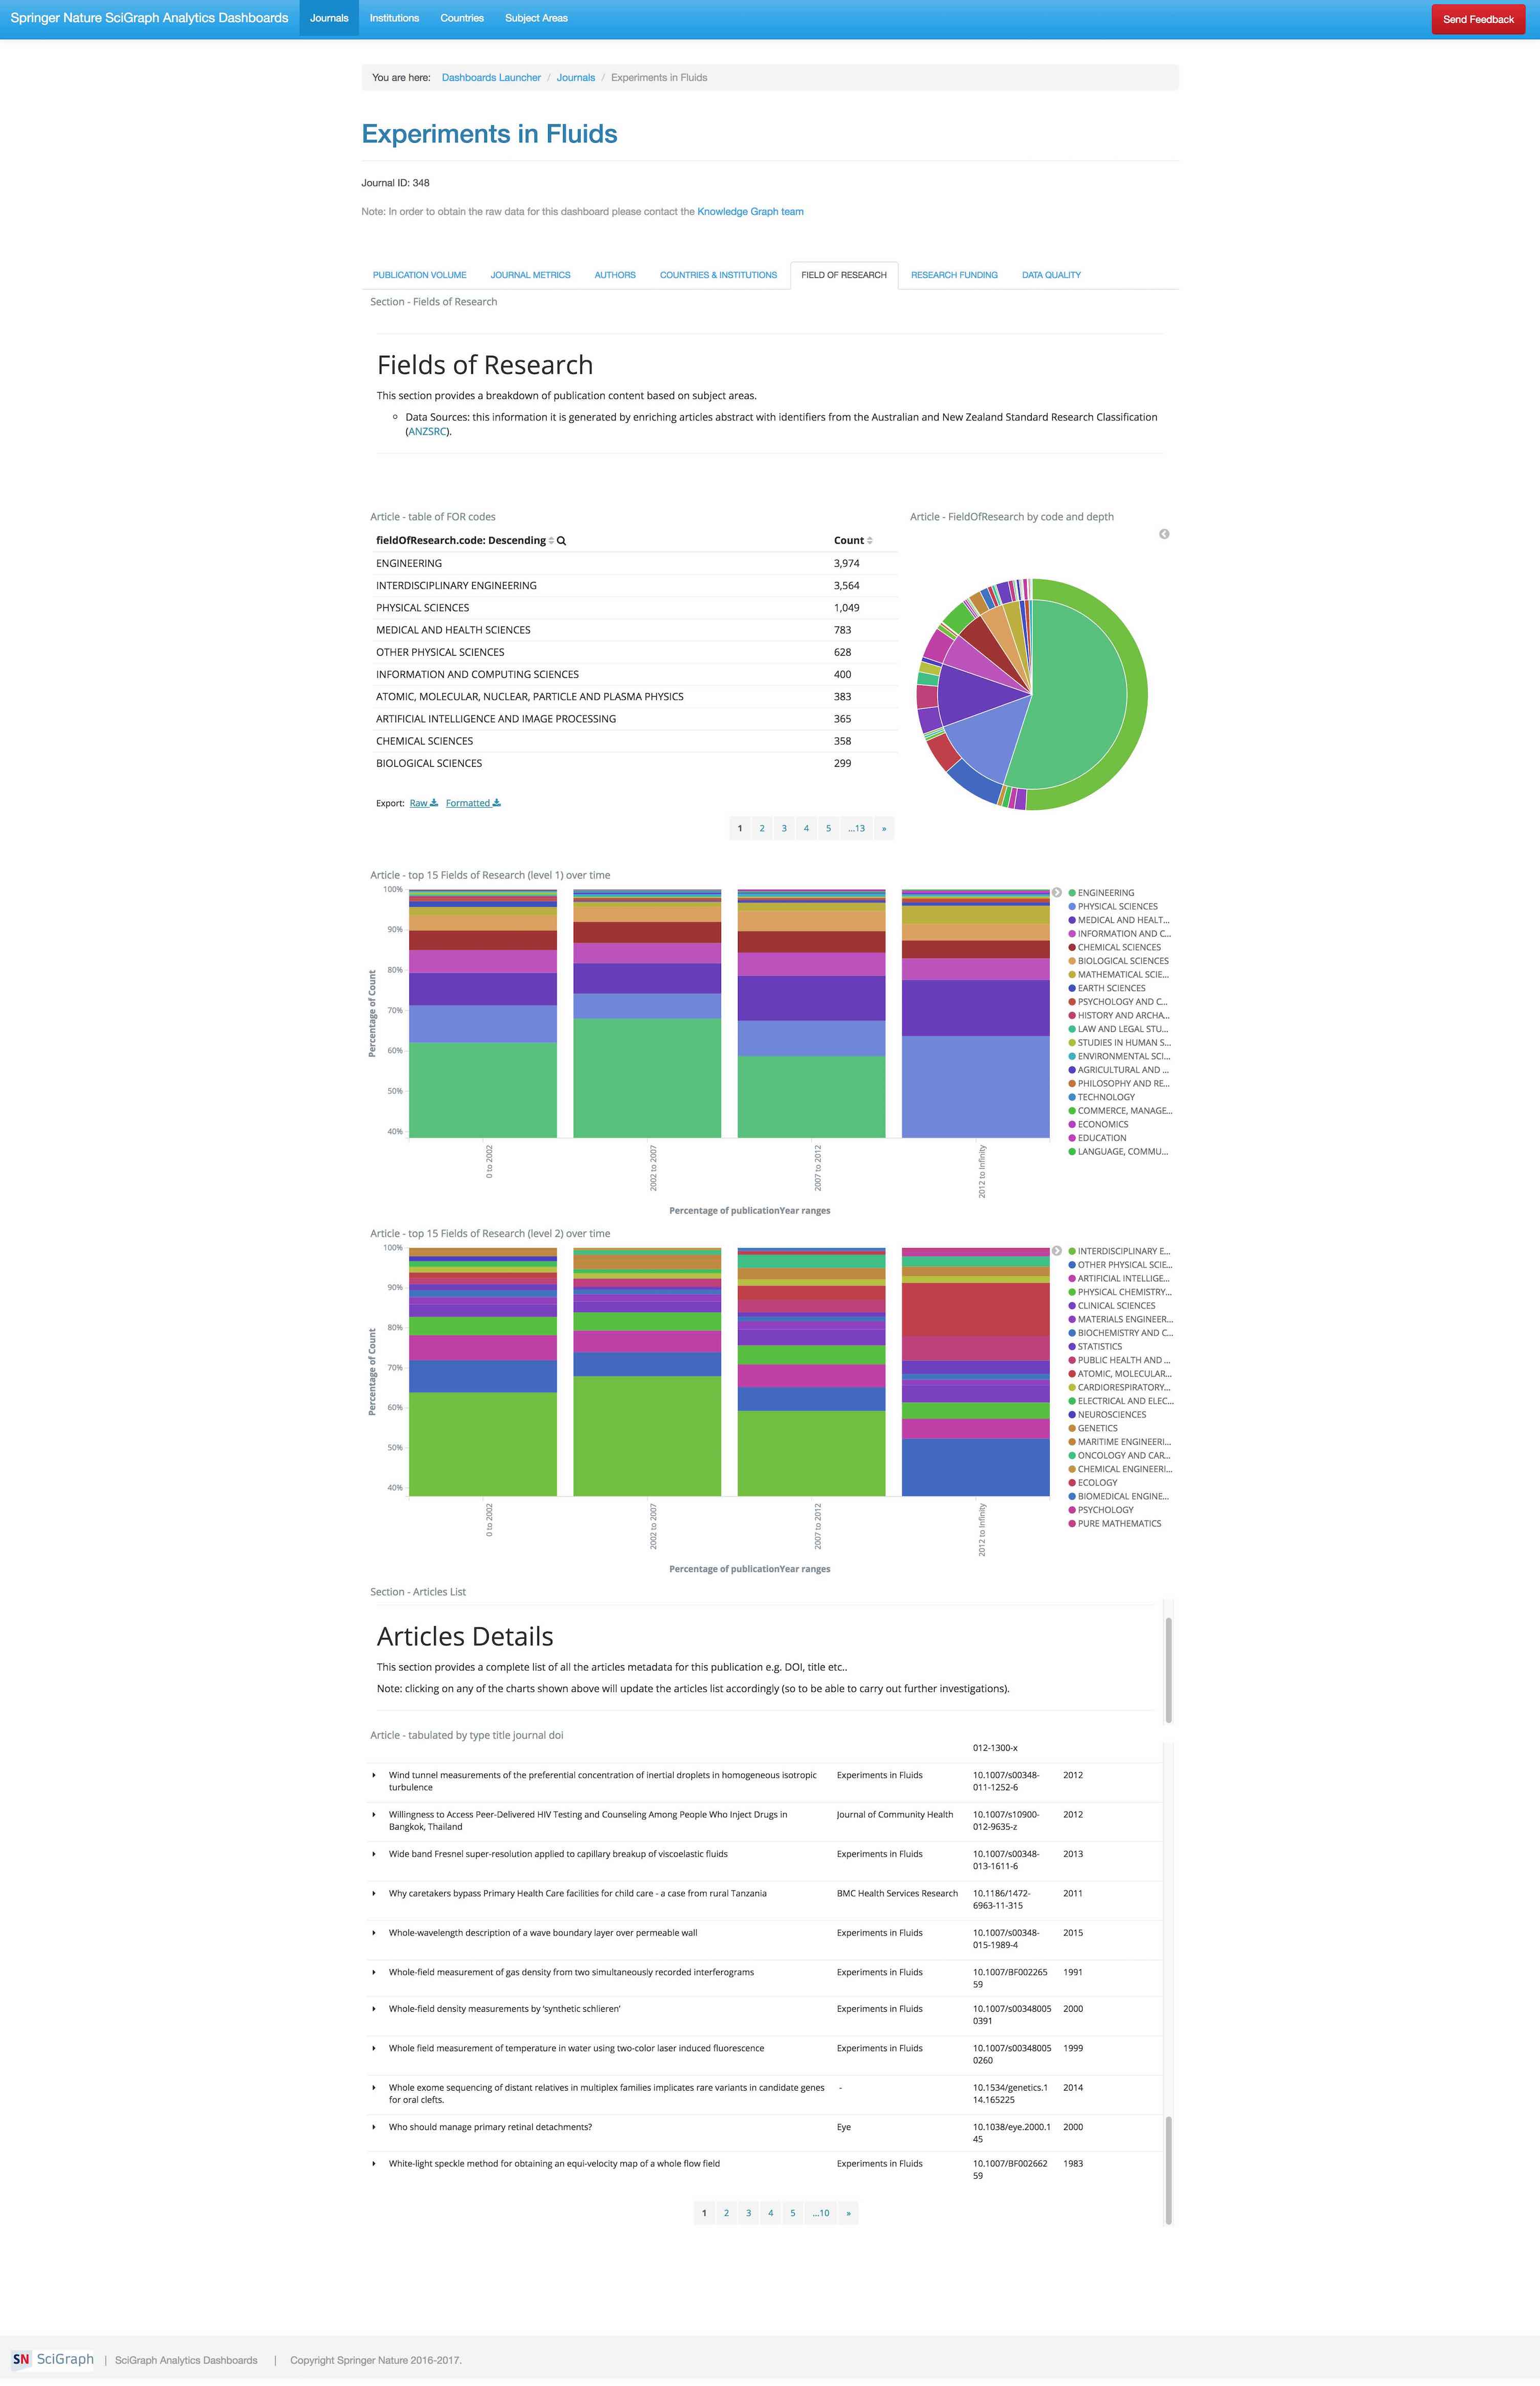 Springer Nature SciGraph Analytics Dashboards Journals Institutions Countries Subject Areas Send Feedback
You are here: Dashboards Launcher / Journals / Experiments in Fluids
Experiments in Fluids
Journal ID: 348
Note: In order to obtain the raw data for this dashboard please contact the Knowledge Graph team
PUBLICATION VOLUME JOURNAL METRICS AUTHORS COUNTRIES & INSTITUTIONS FIELD OF RESEARCH RESEARCH FUNDING DATA QUALITY
Section - Fields of Research
Fields of Research
This section provides a breakdown of publication content based on subject areas.
Data Sources: this information it is generated by enriching articles abstract with identifiers from the Australian and New Zealand Standard Research Classification
(ANZSRC).
Article - table of FOR codes
fieldOfResearch.code: Descending Count
ENGINEERING 3,974
INTERDISCIPLINARY ENGINEERING 3,564
PHYSICAL SCIENCES 1,049
MEDICAL AND HEALTH SCIENCES 783
OTHER PHYSICAL SCIENCES 628
INFORMATION AND COMPUTING SCIENCES 400
ATOMIC, MOLECULAR, NUCLEAR, PARTICLE AND PLASMA PHYSICS 383
ARTIFICIAL INTELLIGENCE AND IMAGE PROCESSING 365
CHEMICAL SCIENCES 358
BIOLOGICAL SCIENCES 299
Export: Raw Formatted
1 2 3 4 5 ...13 »
Article - FieldOfResearch by code and depth
Article - top 15 Fields of Research (level 1) over time
100%
90%
80%
70%
60%
50%
40%
Percentage of Count
0 to 2002
2002 to 2007
2007 to 2012
2012 to Infinity
Percentage of publicationYear ranges
ENGINEERING
PHYSICAL SCIENCES
MEDICAL AND HEALT...
INFORMATION AND C...
CHEMICAL SCIENCES
BIOLOGICAL SCIENCES
MATHEMATICAL SCIE...
EARTH SCIENCES
PSYCHOLOGY AND C...
HISTORY AND ARCHA...
LAW AND LEGAL STU...
STUDIES IN HUMAN S...
ENVIRONMENTAL SCI...
AGRICULTURAL AND ...
PHILOSOPHY AND RE...
TECHNOLOGY
COMMERCE, MANAGE...
ECONOMICS
EDUCATION
LANGUAGE, COMMU...
Article - top 15 Fields of Research (level 2) over time
100%
90%
80%
70%
60%
50%
40%
Percentage of Count
0 to 2002
2002 to 2007
2007 to 2012
2012 to Infinity
Percentage of publicationYear ranges
INTERDISCIPLINARY E...
OTHER PHYSICAL SCIE...
ARTIFICIAL INTELLIGE...
PHYSICAL CHEMISTRY...
CLINICAL SCIENCES
MATERIALS ENGINEER...
BIOCHEMISTRY AND C...
STATISTICS
PUBLIC HEALTH AND ...
ATOMIC, MOLECULAR...
CARDIORESPIRATORY...
ELECTRICAL AND ELEC...
NEUROSCIENCES
GENETICS
MARITIME ENGINEERI...
ONCOLOGY AND CAR...
CHEMICAL ENGINEERI...
ECOLOGY
BIOMEDICAL ENGINE...
PSYCHOLOGY
PURE MATHEMATICS
Section - Articles List
Articles Details
This section provides a complete list of all the articles metadata for this publication e.g. DOI, title etc..
Note: clicking on any of the charts shown above will update the articles list accordingly (so to be able to carry out further investigations).
Article - tabulated by type title journal doi
012-1300-x
Wind tunnel measurements of the preferential concentration of inertial droplets in homogeneous isotropic Experiments in Fluids 10.1007/s00348- 2012
turbulence 011-1252-6
Willingness to Access Peer-Delivered HIV Testing and Counseling Among People Who Inject Drugs in Journal of Community Health 10.1007/s10900- 2012
Bangkok, Thailand 012-9635-z
Wide band Fresnel super-resolution applied to capillary breakup of viscoelastic fluids Experiments in Fluids 10.1007/s00348- 2013
013-1611-6
Why caretakers bypass Primary Health Care facilities for child care - a case from rural Tanzania BMC Health Services Research 10.1186/1472- 2011
6963-11-315
Whole-wavelength description of a wave boundary layer over permeable wall Experiments in Fluids 10.1007/s00348- 2015
015-1989-4
Whole-field measurement of gas density from two simultaneously recorded interferograms Experiments in Fluids 10.1007/BF002265 1991
59
Whole-field density measurements by ‘synthetic schlieren’ Experiments in Fluids 10.1007/s00348005 2000
0391
Whole field measurement of temperature in water using two-color laser induced fluorescence Experiments in Fluids 10.1007/s00348005 1999
0260
Whole exome sequencing of distant relatives in multiplex families implicates rare variants in candidate genes - 10.1534/genetics.1 2014
for oral clefts. 14.165225
Who should manage primary retinal detachments? Eye 10.1038/eye.2000.1 2000
45
White-light speckle method for obtaining an equi-velocity map of a whole flow field Experiments in Fluids 10.1007/BF002662 1983
59
1 2 3 4 5 ...10 »
SN SciGraph | SciGraph Analytics Dashboards | Copyright Springer Nature 2016-2017.